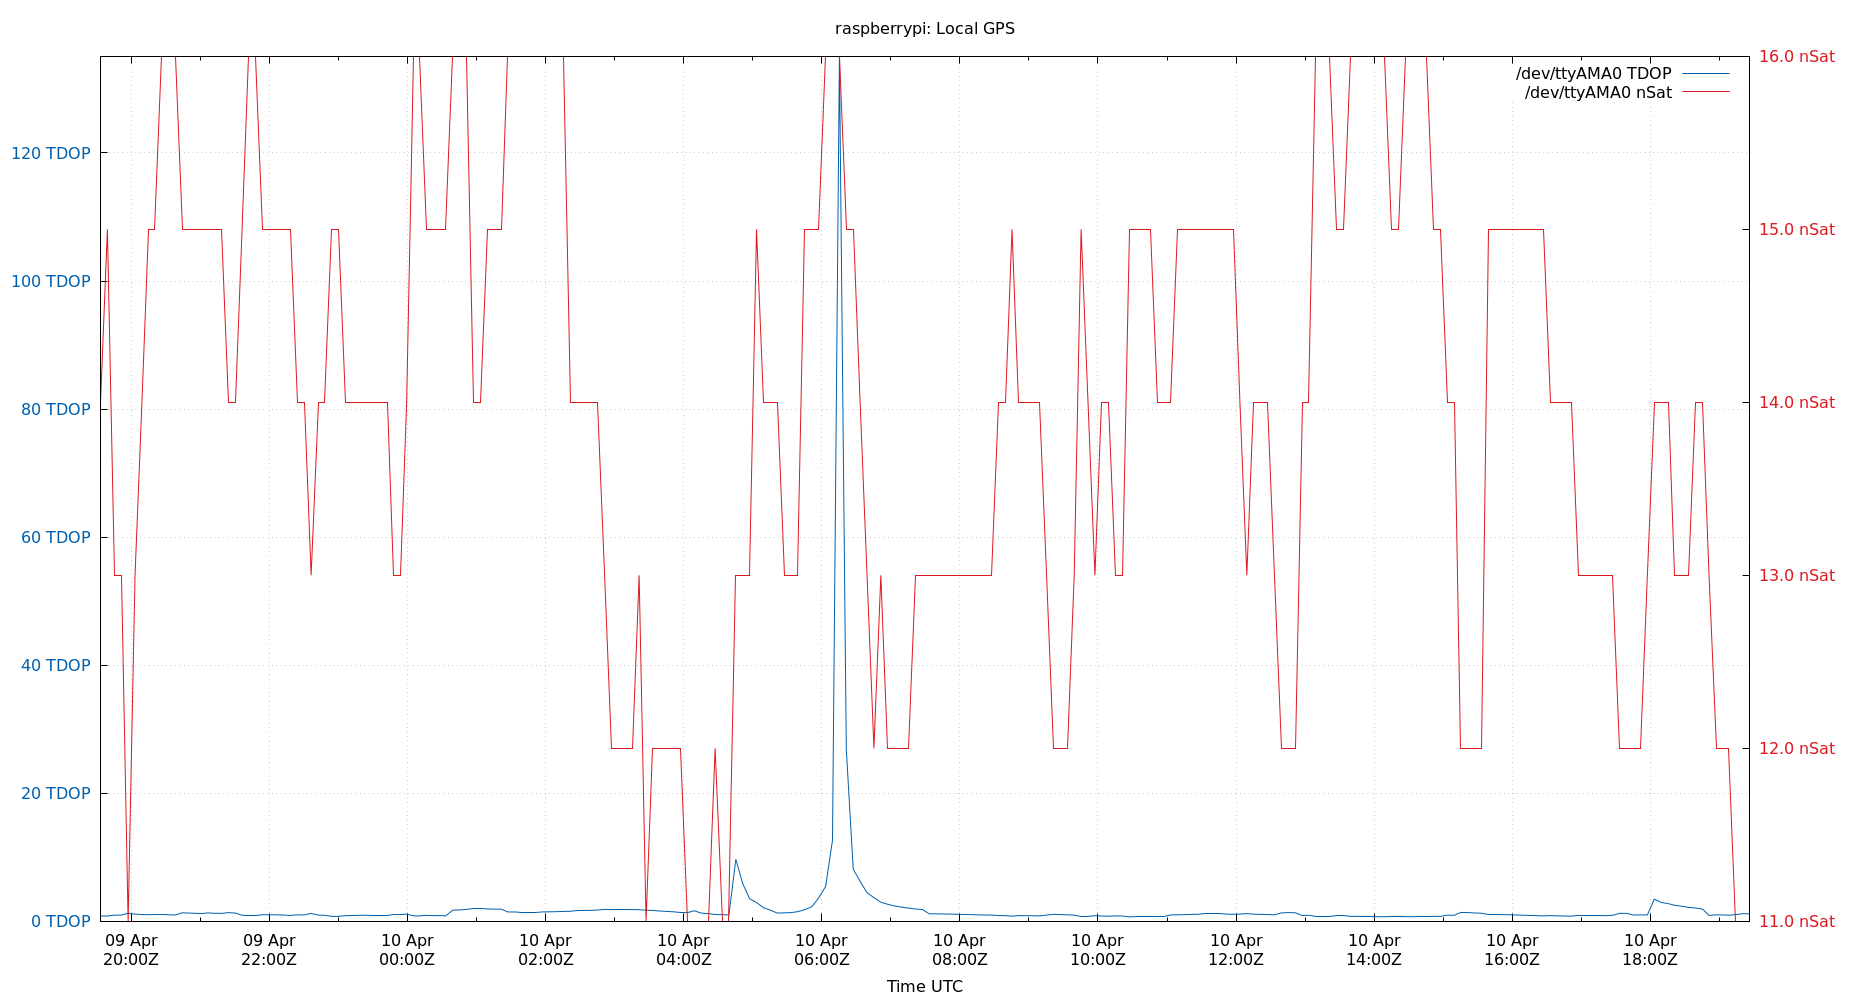 raspberrypi: Local GPS
16.0 nSat
/dev/ttyAMA0 TDOP
/dev/ttyAMA0 nSat
120 TDOP
15.0 nSat
100 TDOP
80 TDOP
14.0 nSat
60 TDOP
13.0 nSat
40 TDOP
12.0 nSat
20 TDOP
0 TDOP
11.0 nSat
09 Apr 09 Apr 10 Apr 10 Apr 10 Apr 10 Apr 10 Apr 10 Apr 10 Apr 10 Apr 10 Apr 10 Apr
20:00Z 22:00Z 00:00Z 02:00Z 04:00Z 06:00Z 08:00Z 10:00Z 12:00Z 14:00Z 16:00Z 18:00Z
Time UTC